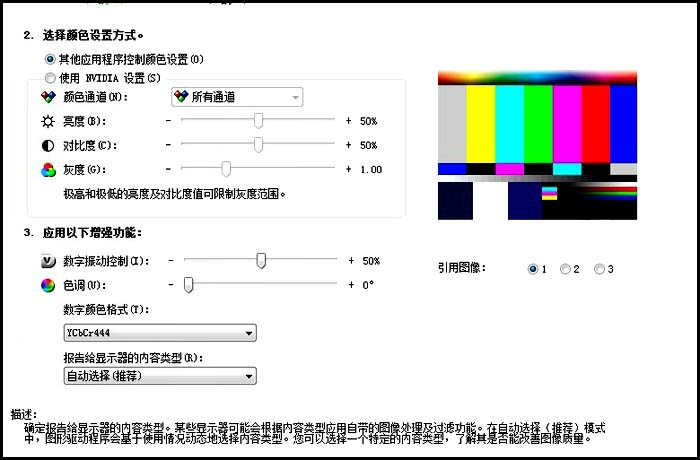 2. 选择颜色设置方式。
其他应用程序控制颜色设置(O)
使用 NVIDIA 设置(S)
颜色通道(N): 所有通道
亮度(B): - + 50%
对比度(C): - + 50%
灰度(G): - + 1.00
极高和极低的亮度及对比度值可限制灰度范围。
3. 应用以下增强功能:
数字振动控制(I): - + 50%
色调(U): - + 0°
引用图像: 1 2 3
数字颜色格式(T):
YCbCr444
报告给显示器的内容类型(R):
自动选择(推荐)
描述:
确定报告给显示器的内容类型。某些显示器可能会根据内容类型应用自带的图像处理及过滤功能。在自动选择（推荐）模式
中，图形驱动程序会基于使用情况动态地选择内容类型。您可以选择一个特定的内容类型，了解其是否能改善图像质量。